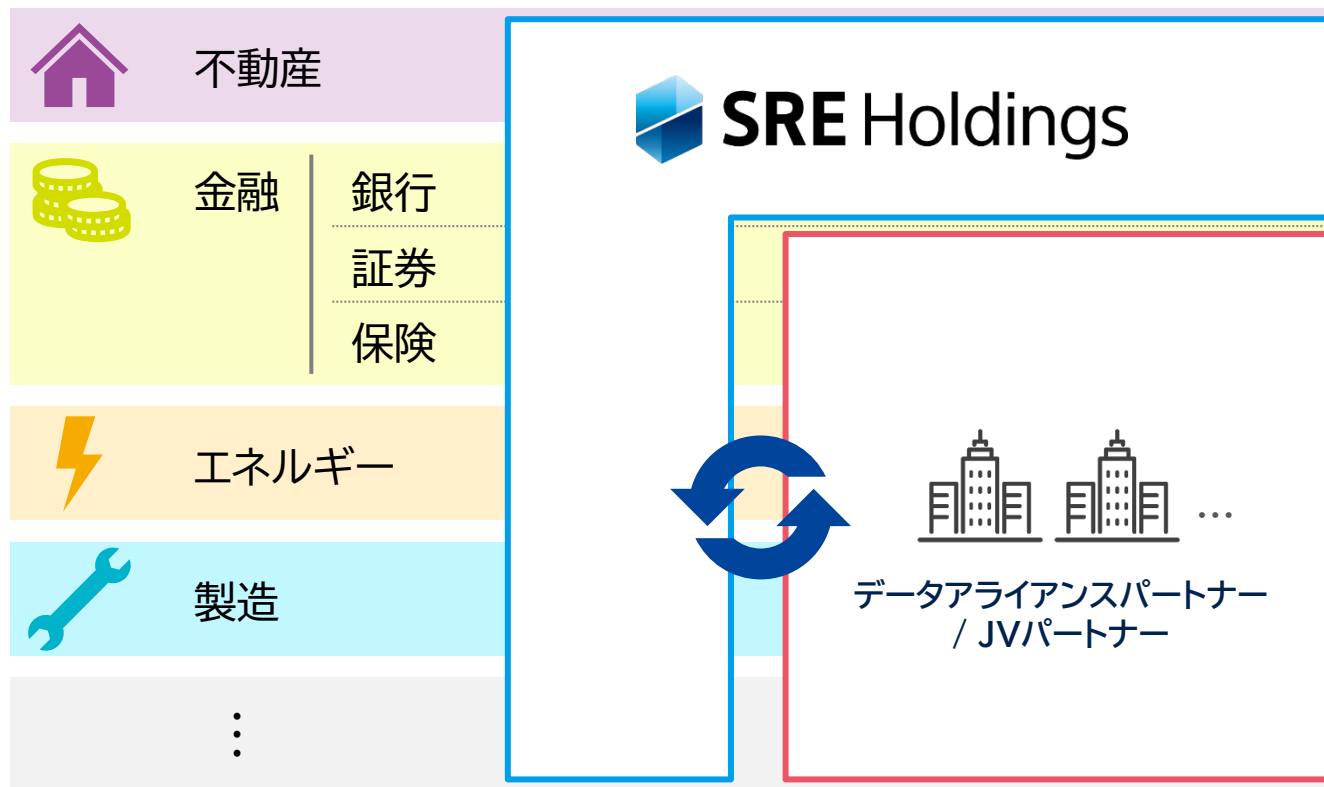 不動産
SRE Holdings
金融
銀行
証券
保険
エネルギー
製造
⋮
…
データアライアンスパートナー
/ JVパートナー